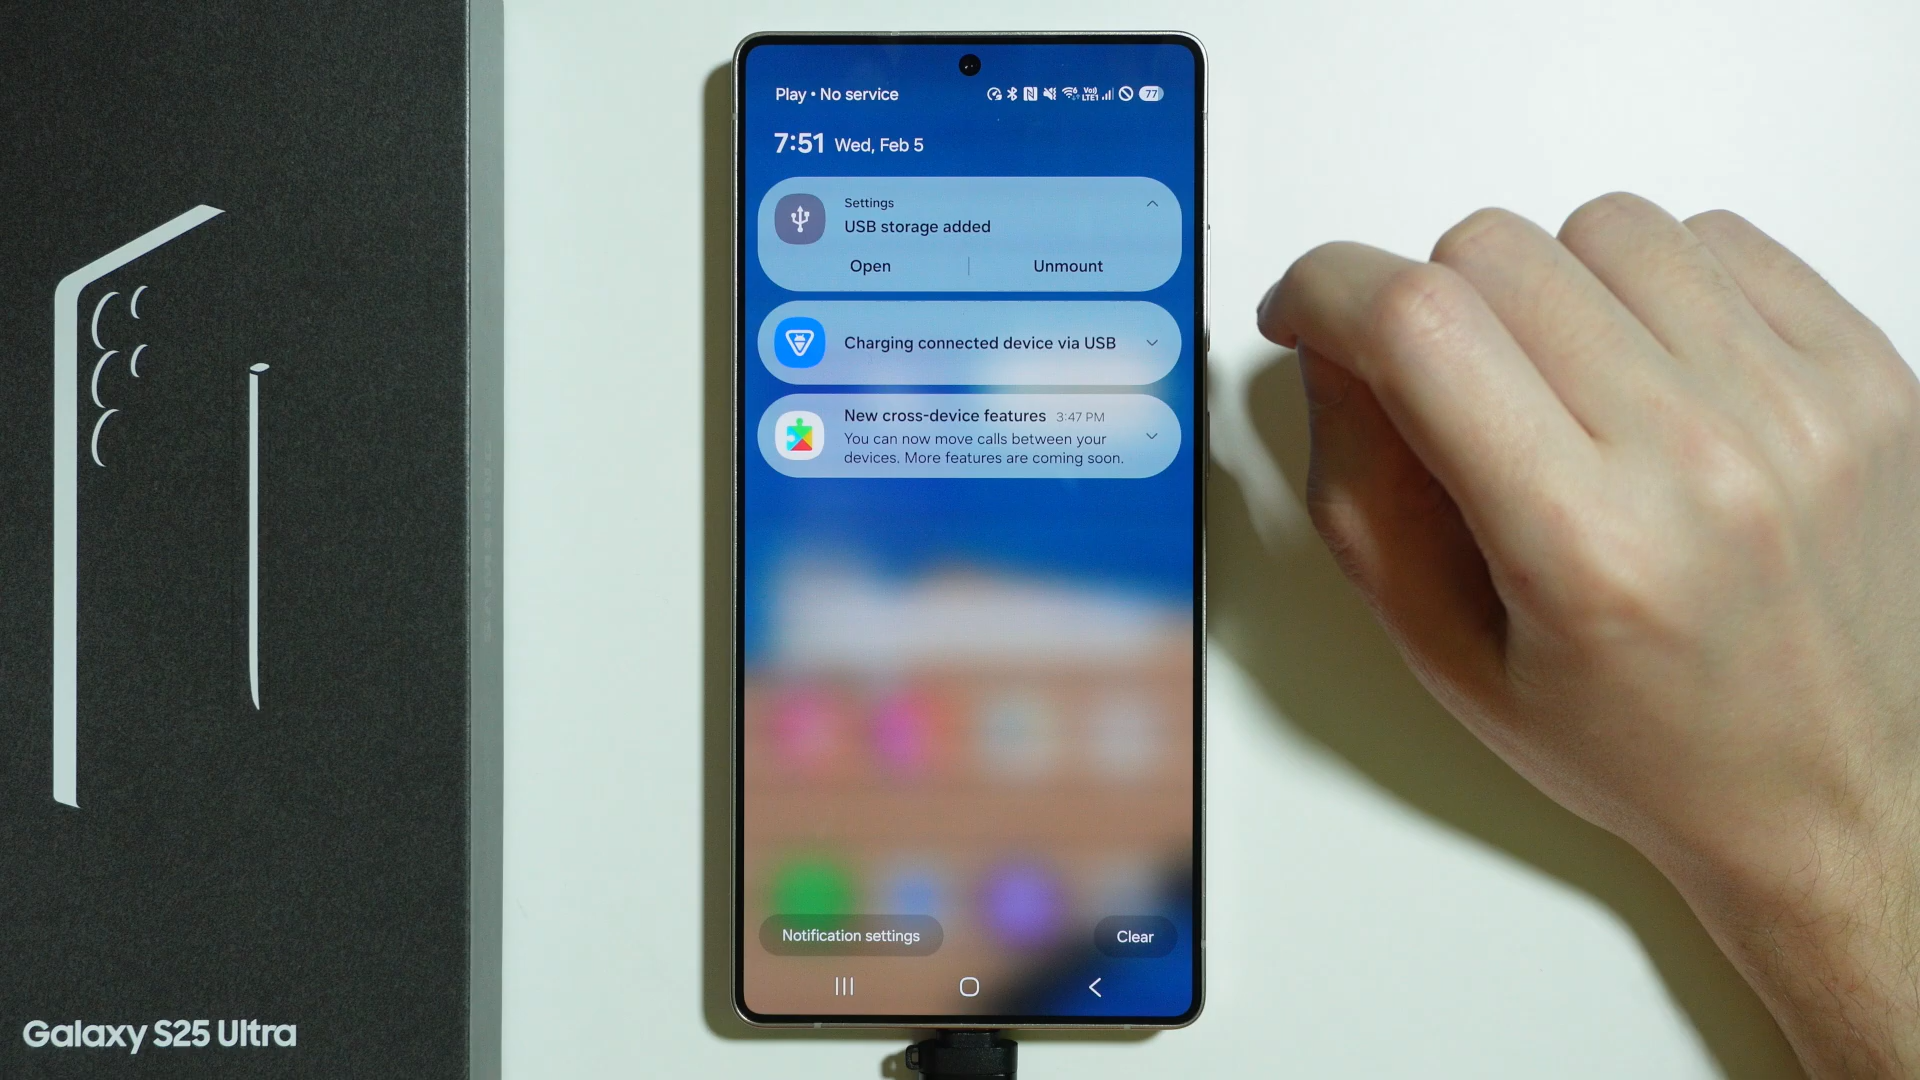 Play • No service
77
7:51 Wed, Feb 5
Settings
USB storage added
Open
Unmount
Charging connected device via USB
New cross-device features 3:47 PM
You can now move calls between your
devices. More features are coming soon.
Notification settings
Clear
Galaxy S25 Ultra